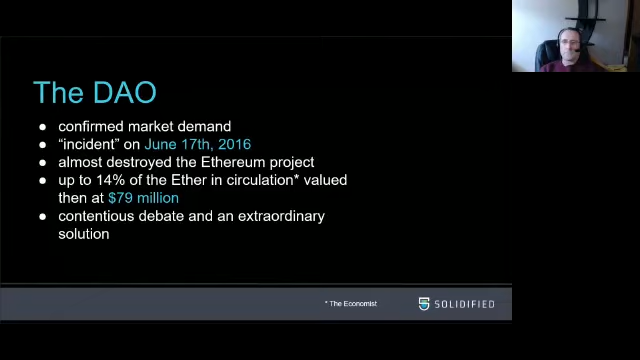 The DAO
● confirmed market demand
● “incident” on June 17th, 2016
● almost destroyed the Ethereum project
● up to 14% of the Ether in circulation* valued
then at $79 million
● contentious debate and an extraordinary
solution
* The Economist
SOLIDIFIED